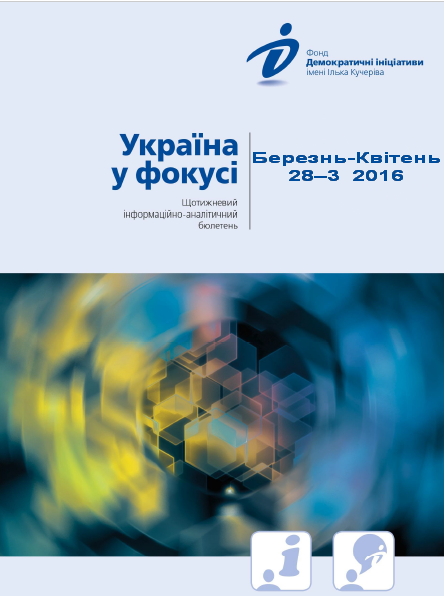 Фонд
Демократичні ініціативи
імені Ілька Кучеріва
Україна
у фокусі
Березнь-Квітень
28–3 2016
Щотижневий
інформаційно-аналітичний
бюлетень